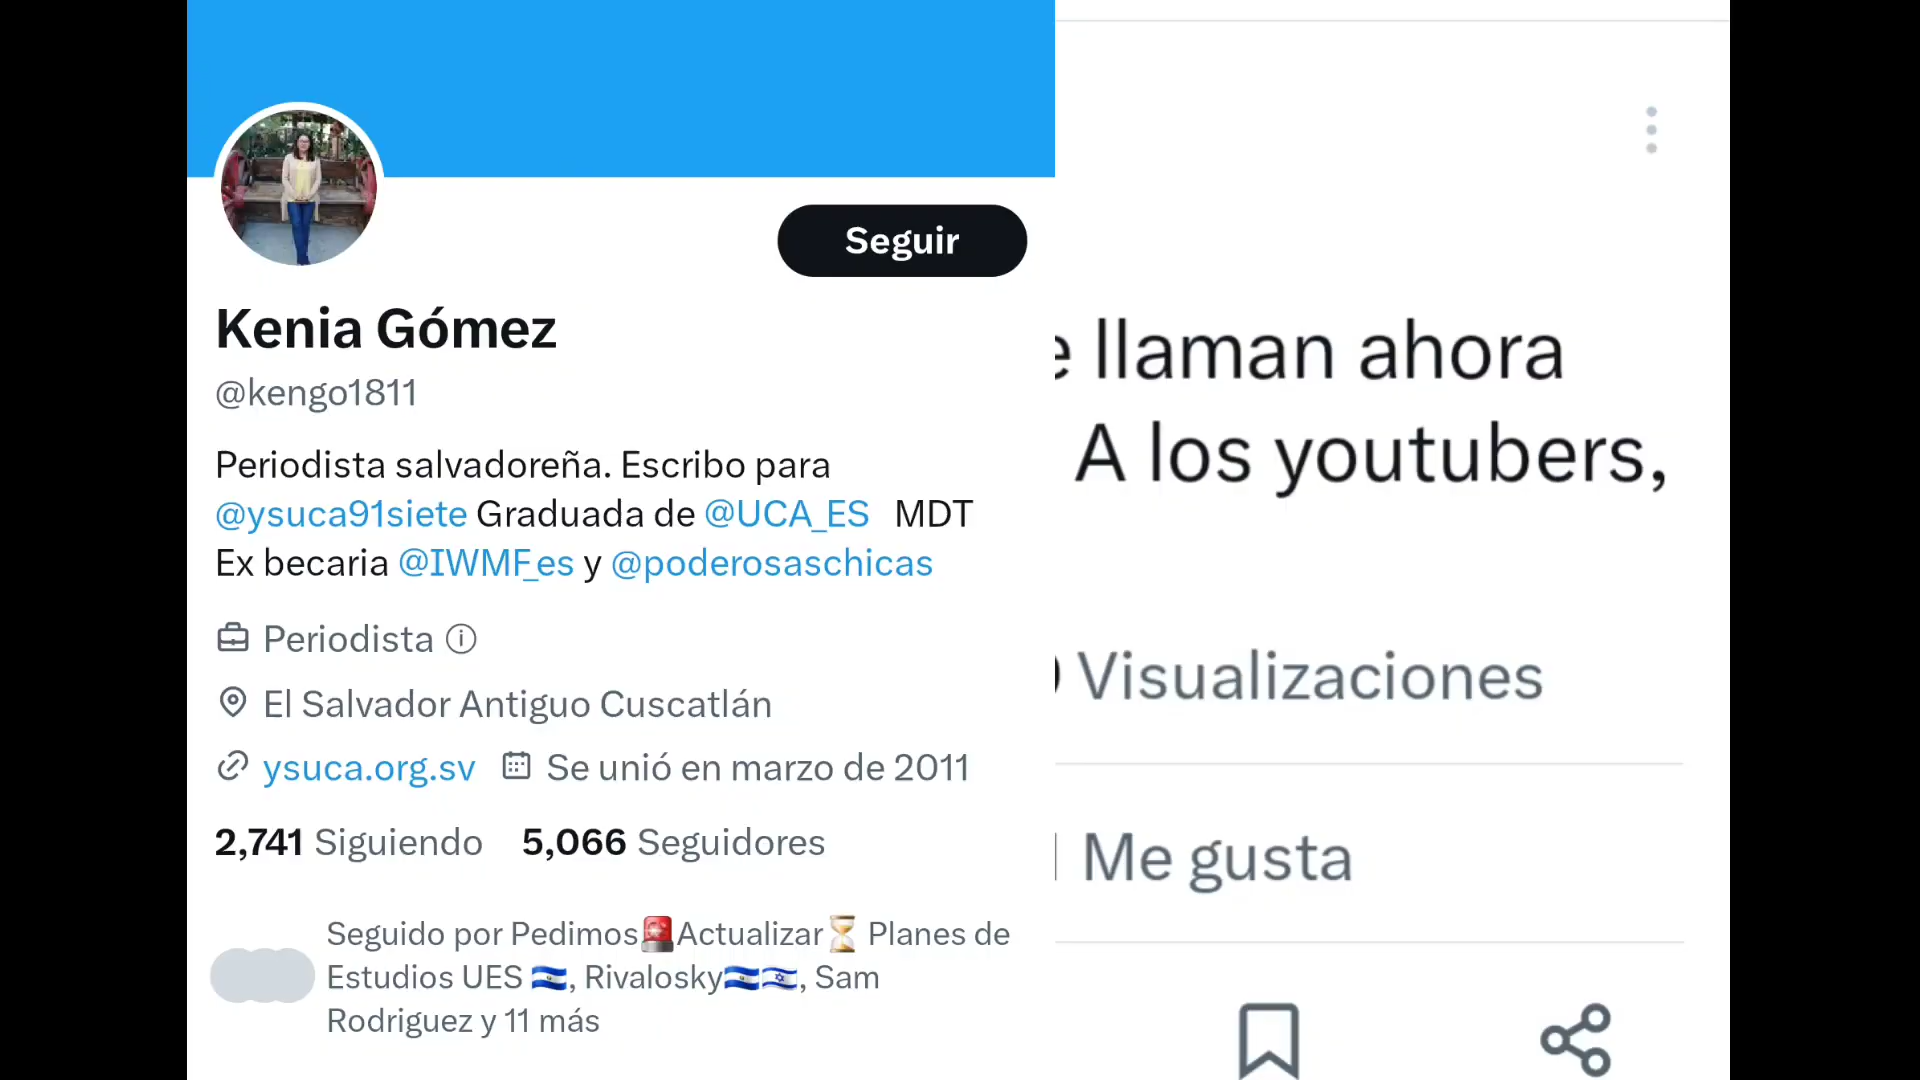 Seguir
Kenia Gómez
@kengo1811
Periodista salvadoreña. Escribo para
@ysuca91siete Graduada de @UCA_ES MDT
Ex becaria @IWMF_es y @poderosaschicas
Periodista
El Salvador Antiguo Cuscatlán
ysuca.org.sv Se unió en marzo de 2011
2,741 Siguiendo 5,066 Seguidores
Seguido por Pedimos🚨Actualizar⏳ Planes de
Estudios UES 🇸🇻, Rivalosky🇸🇻🇮🇱, Sam
Rodriguez y 11 más
llaman ahora
A los youtubers,
Visualizaciones
Me gusta